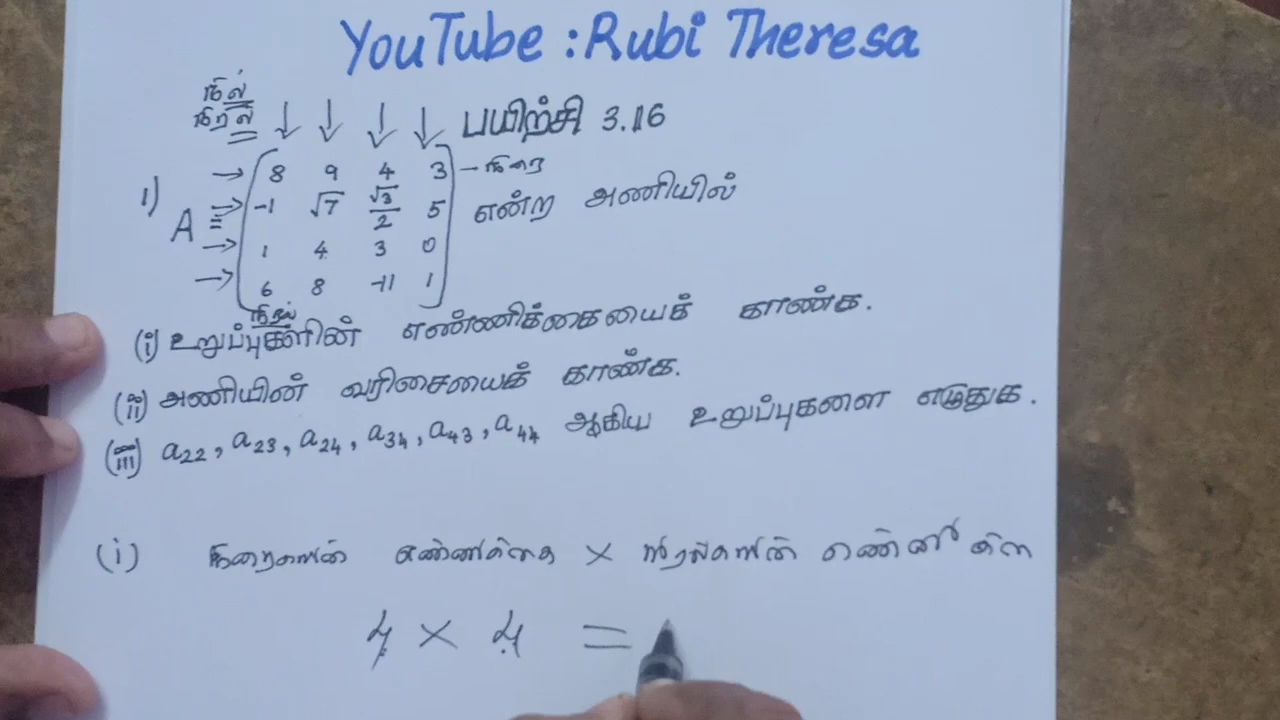 YouTube : Rubi Theresa
நில்
நிரல்
பயிற்சி 3.16
1) A = 8 9 4 3 – நிரை
-1 √7 √3/2 5 என்ற அணியில்
1 4 3 0
6 8 -11 1
நிரல்
(i) உறுப்புகளின் எண்ணிக்கையைக் காண்க.
(ii) அணியின் வரிசையைக் காண்க.
(iii) a22, a23, a24, a34, a43, a44 ஆகிய உறுப்புகளை எழுதுக.
(i) நிரைகளின் எண்ணிக்கை × நிரல்களின்
4 × 4 =